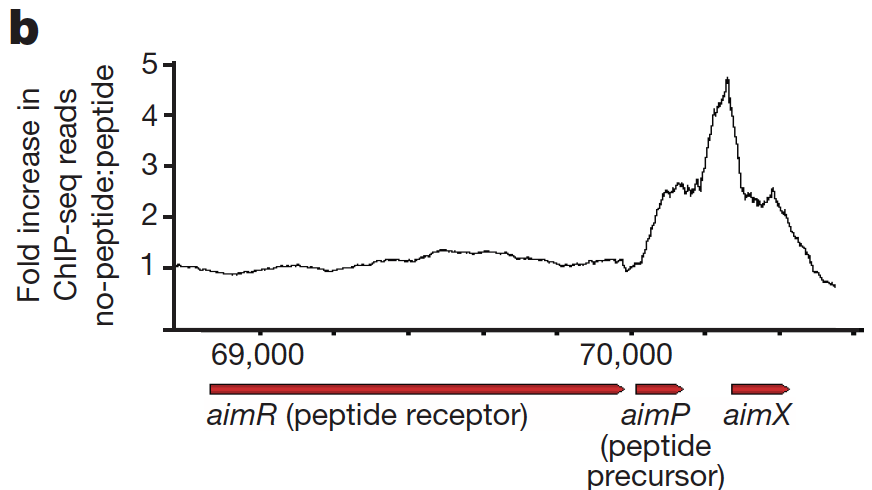 b
Fold increase in
ChIP-seq reads
no-peptide:peptide
5
4
3
2
1
69,000 70,000
aimR (peptide receptor) aimP aimX
(peptide
precursor)